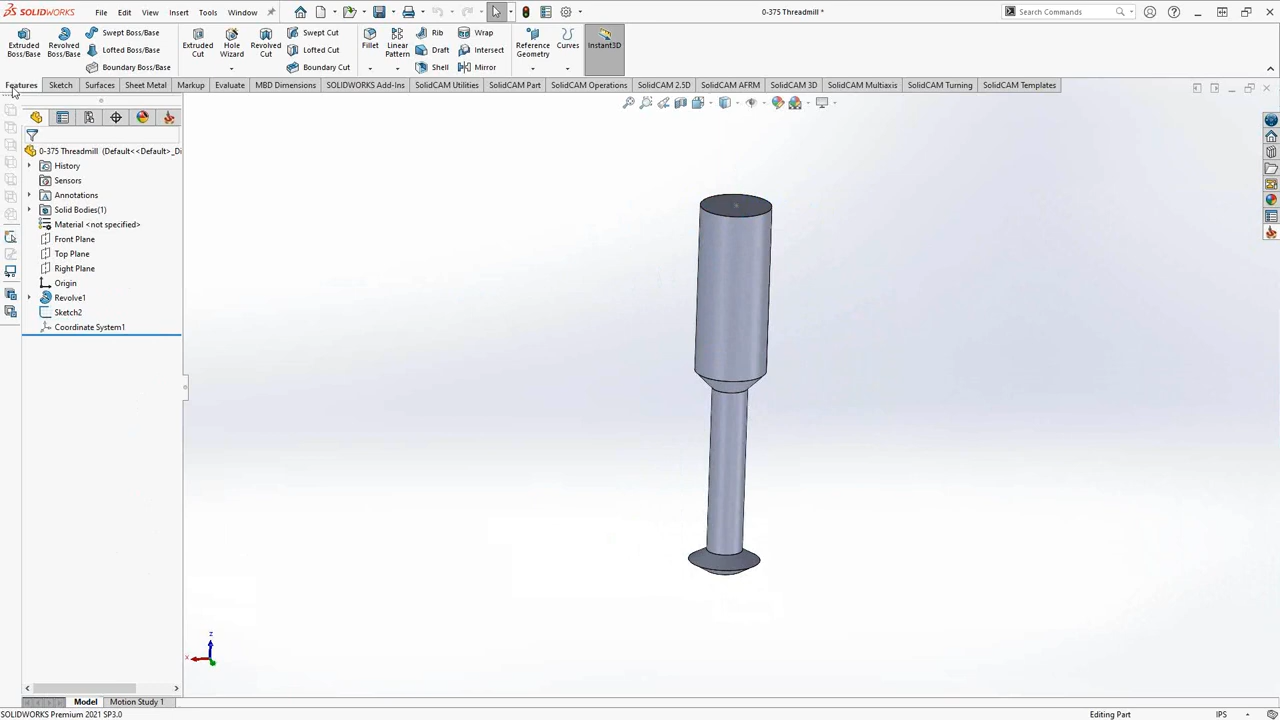 SOLIDWORKS File Edit View Insert Tools Window 0-375 Threadmill * Search Commands
Extruded Boss/Base
Revolved Boss/Base
Swept Boss/Base
Lofted Boss/Base
Boundary Boss/Base
Extruded Cut
Hole Wizard
Revolved Cut
Swept Cut
Lofted Cut
Boundary Cut
Fillet
Linear Pattern
Rib
Draft
Shell
Wrap
Intersect
Mirror
Reference Geometry
Curves
Instant3D
Features Sketch Surfaces Sheet Metal Markup Evaluate MBD Dimensions SOLIDWORKS Add-Ins SolidCAM Utilities SolidCAM Part SolidCAM Operations SolidCAM 2.5D SolidCAM AFRM SolidCAM 3D SolidCAM Multiaxis SolidCAM Turning SolidCAM Templates
0-375 Threadmill (Default<<Default>_Di
History
Sensors
Annotations
Solid Bodies(1)
Material <not specified>
Front Plane
Top Plane
Right Plane
Origin
Revolve1
Sketch2
Coordinate System1
z
x
Model Motion Study 1
SOLIDWORKS Premium 2021 SP3.0 Editing Part IPS